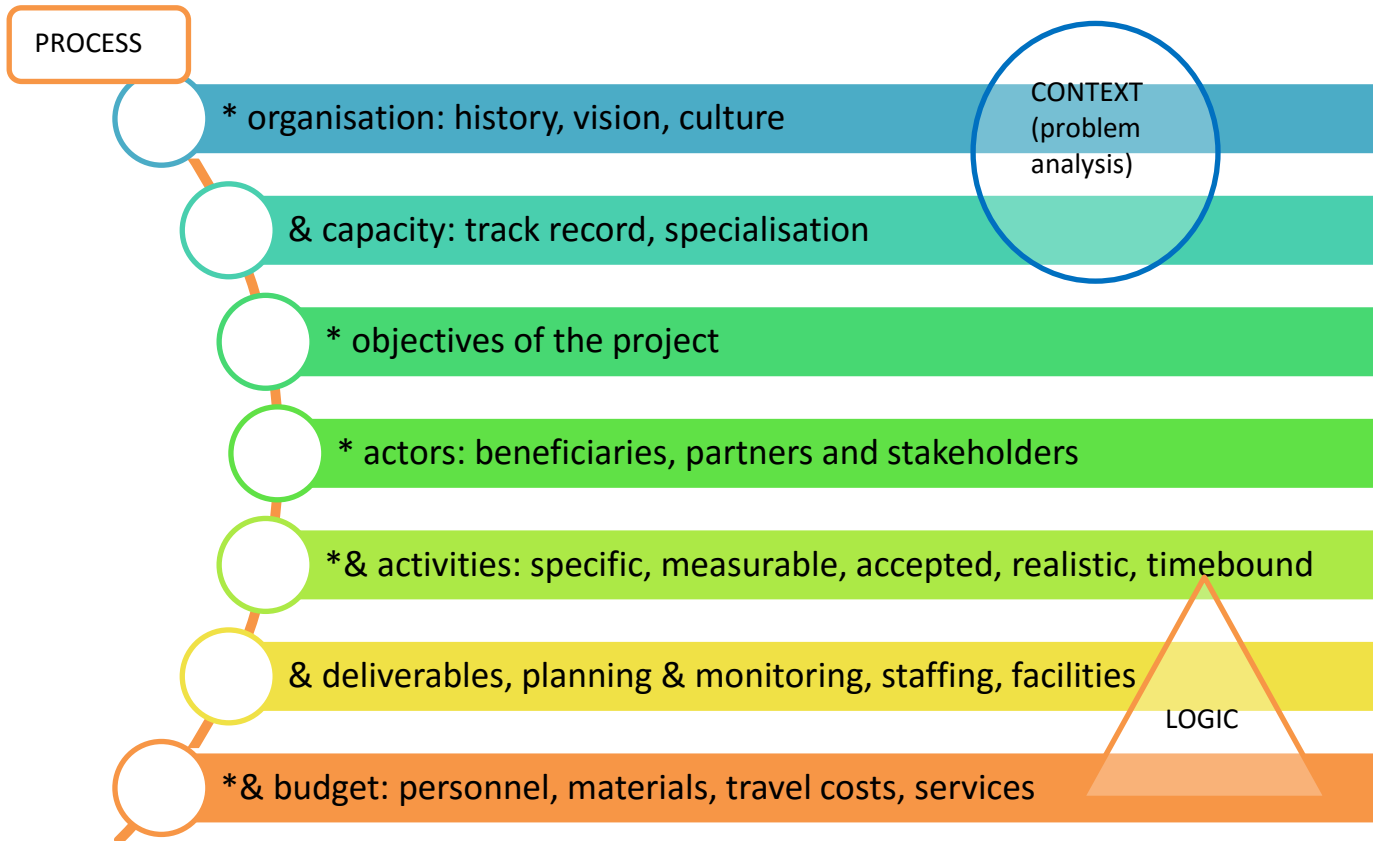 PROCESS
* organisation: history, vision, culture
CONTEXT
(problem
analysis)
& capacity: track record, specialisation
* objectives of the project
* actors: beneficiaries, partners and stakeholders
*& activities: specific, measurable, accepted, realistic, timebound
& deliverables, planning & monitoring, staffing, facilities
LOGIC
*& budget: personnel, materials, travel costs, services